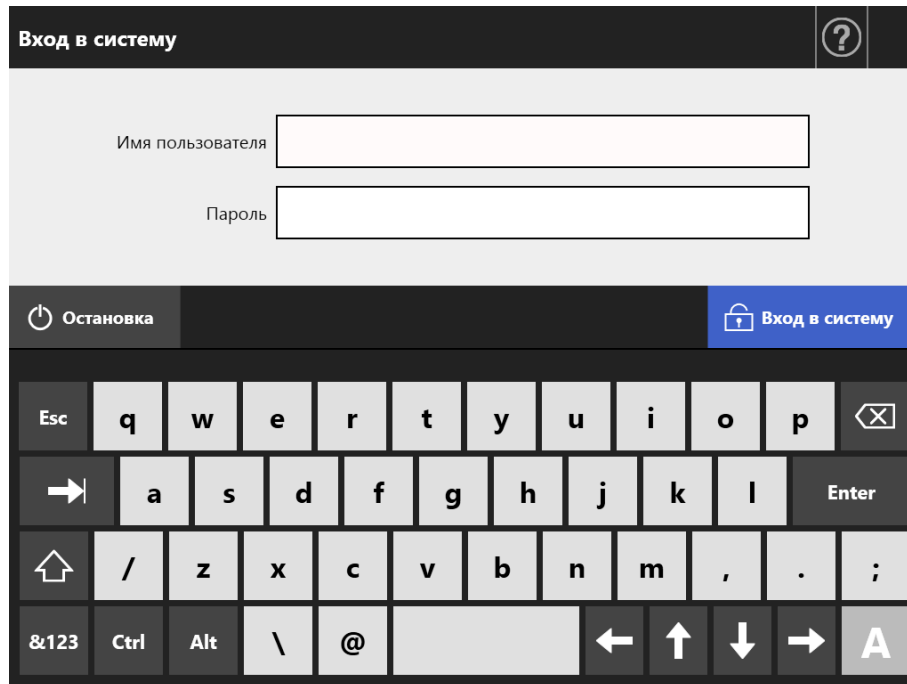 Вход в систему ?
Имя пользователя
Пароль
Остановка Вход в систему
Esc q w e r t y u i o p
a s d f g h j k l Enter
/ z x c v b n m , . ;
&123 Ctrl Alt \ @ A